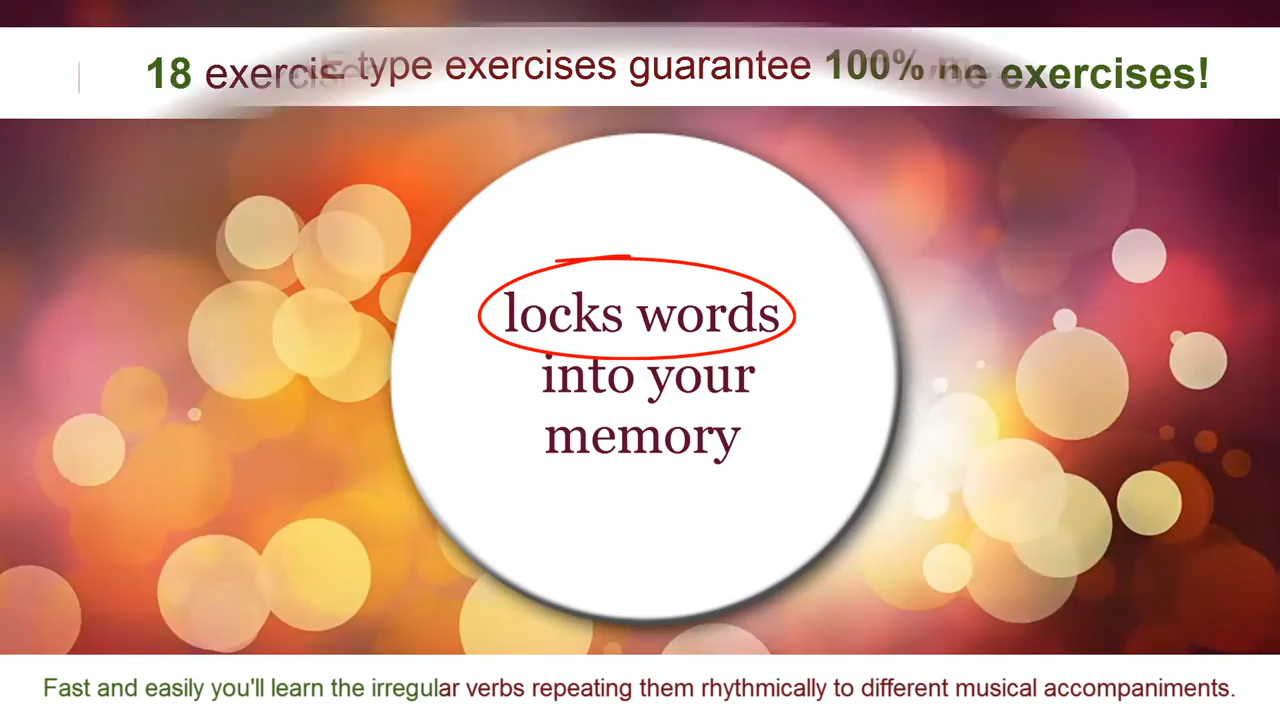 18 type exercises guarantee 100% exercises!
locks words
into your
memory
Fast and easily you'll learn the irregular verbs repeating them rhythmically to different musical accompaniments.